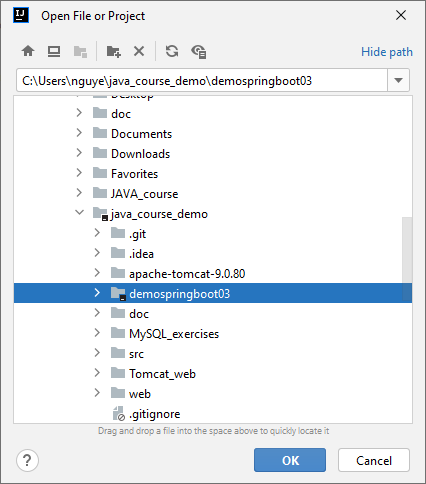 IJ Open File or Project
Hide path
C:\Users\nguye\java_course_demo\demospringboot03
Desktop
doc
Documents
Downloads
Favorites
JAVA_course
java_course_demo
.git
.idea
apache-tomcat-9.0.80
demospringboot03
doc
MySQL_exercises
src
Tomcat_web
web
.gitignore
Drag and drop a file into the space above to quickly locate it
? OK Cancel